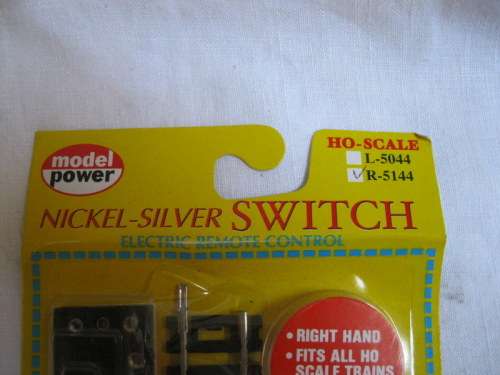 model
power
HO-SCALE
L-5044
R-5144
NICKEL-SILVER SWITCH
ELECTRIC REMOTE CONTROL
• RIGHT HAND
• FITS ALL HO
SCALE TRAINS